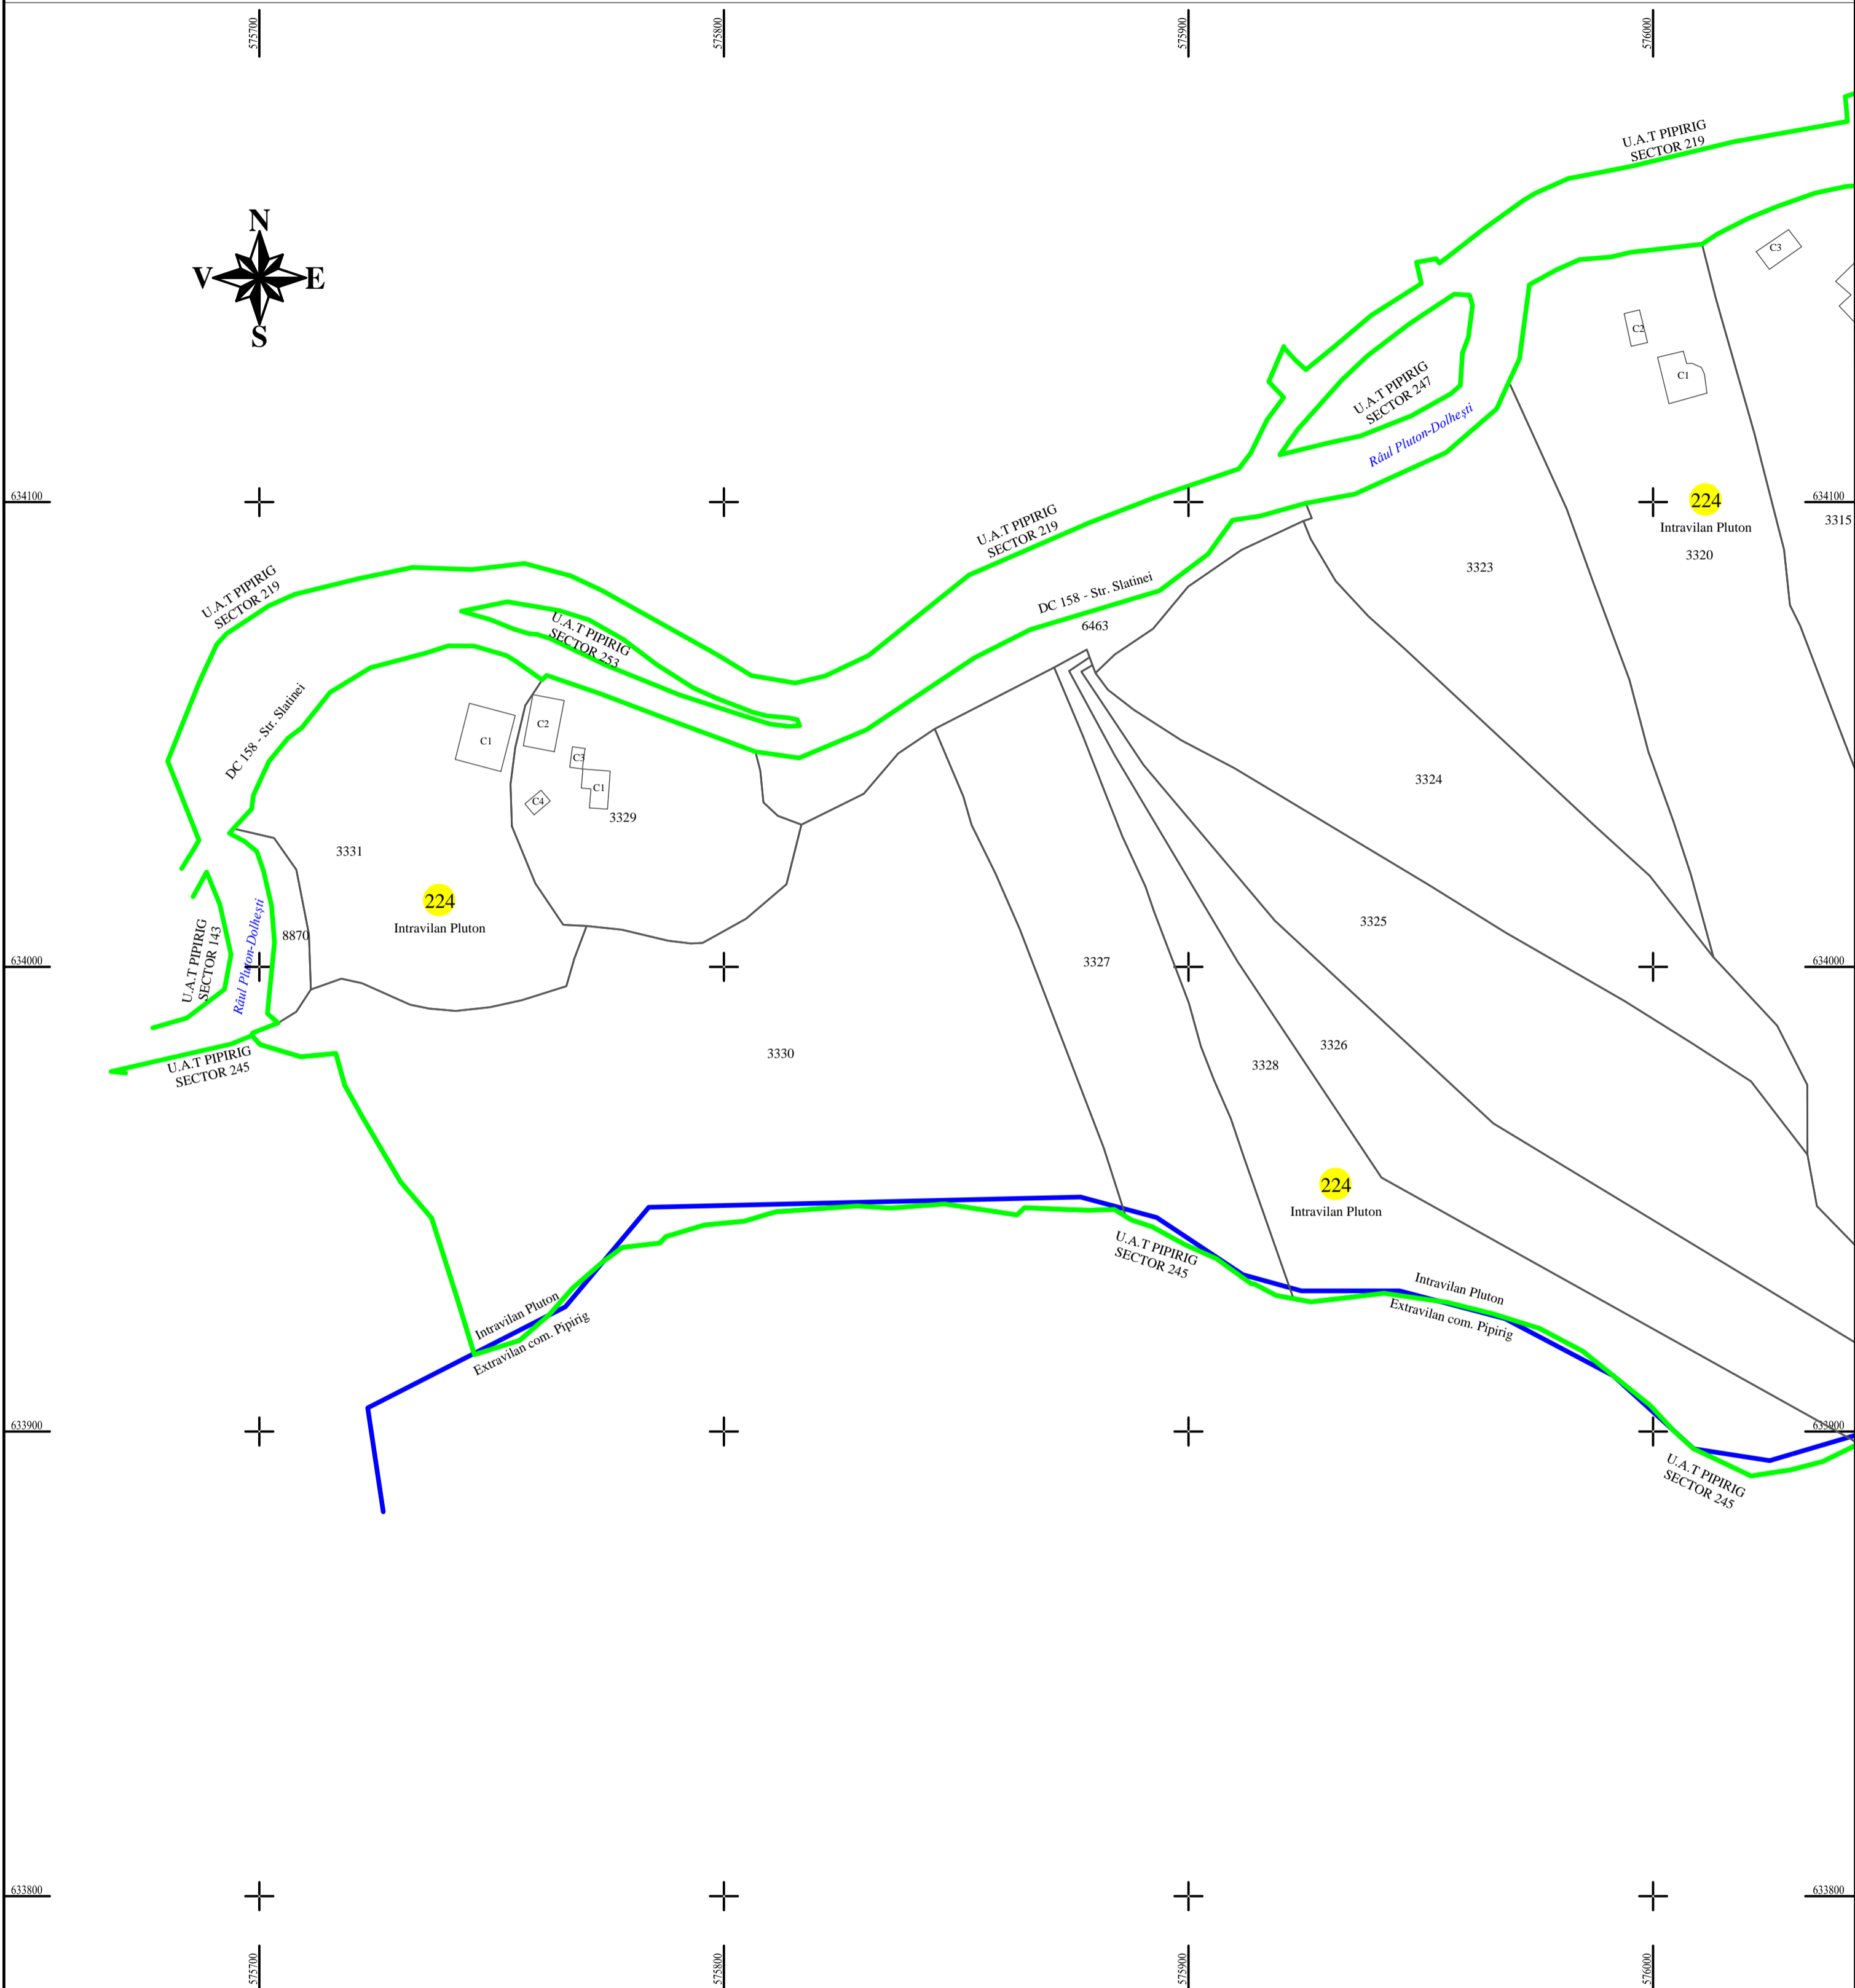 575700
575800
575900
576000
U.A.T PIPIRIG
SECTOR 219
N
V
E
S
C3
C2
C1
U.A.T PIPIRIG
SECTOR 247
Râul Pluton-Dolheşti
634100
224
634100
Intravilan Pluton
3315
3320
U.A.T PIPIRIG
SECTOR 219
3323
U.A.T PIPIRIG
SECTOR 219
DC 158 - Str. Slatinei
6463
U.A.T PIPIRIG
SECTOR 253
DC 158 - Str. Slatinei
C2
C1
C3
C1
C4
3329
3324
3331
224
Intravilan Pluton
3325
8870
U.A.T PIPIRIG
SECTOR 143
Râul Pluton-Dolheşti
3327
634000
634000
3330
3326
3328
U.A.T PIPIRIG
SECTOR 245
224
Intravilan Pluton
U.A.T PIPIRIG
SECTOR 245
Intravilan Pluton
Extravilan com. Pipirig
Intravilan Pluton
Extravilan com. Pipirig
633900
633900
U.A.T PIPIRIG
SECTOR 245
633800
633800
575700
575800
575900
576000